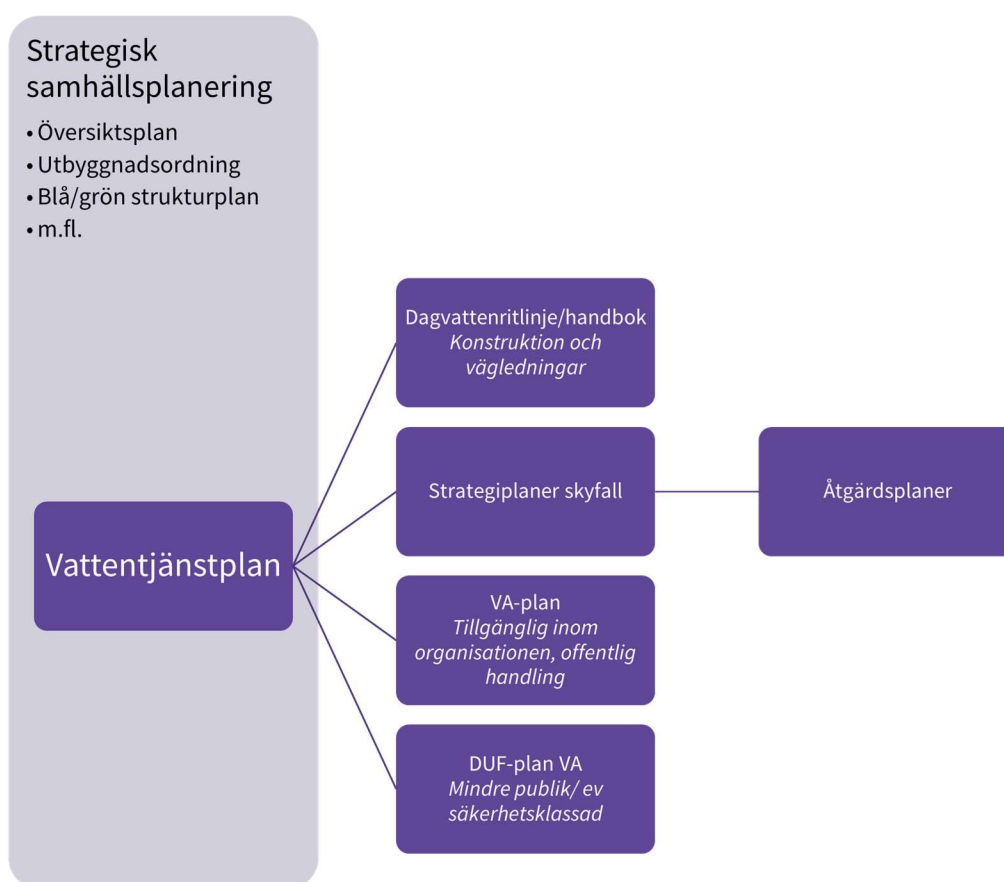 Strategisk
samhällsplanering
• Översiktsplan
• Utbyggnadsordning
• Blå/grön strukturplan
• m.fl.
Vattentjänstplan
Dagvattenritlinje/handbok
Konstruktion och
vägledningar
Strategiplaner skyfall
Åtgärdsplaner
VA-plan
Tillgänglig inom
organisationen, offentlig
handling
DUF-plan VA
Mindre publik/ ev
säkerhetsklassad